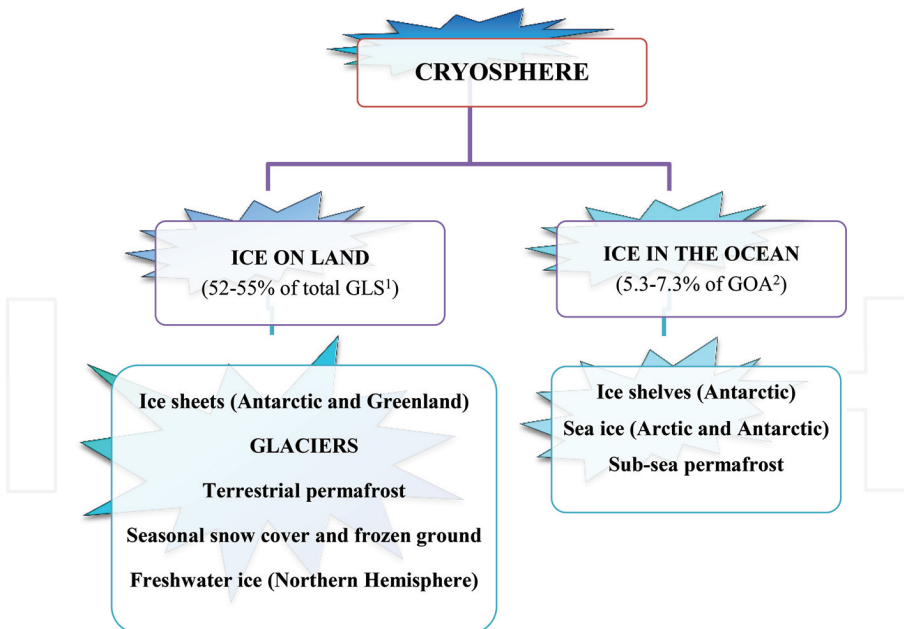 CRYOSPHERE
ICE ON LAND
(52-55% of total GLS¹)
ICE IN THE OCEAN
(5.3-7.3% of GOA²)
Ice sheets (Antarctic and Greenland)
GLACIERS
Terrestrial permafrost
Seasonal snow cover and frozen ground
Freshwater ice (Northern Hemisphere)
Ice shelves (Antarctic)
Sea ice (Arctic and Antarctic)
Sub-sea permafrost